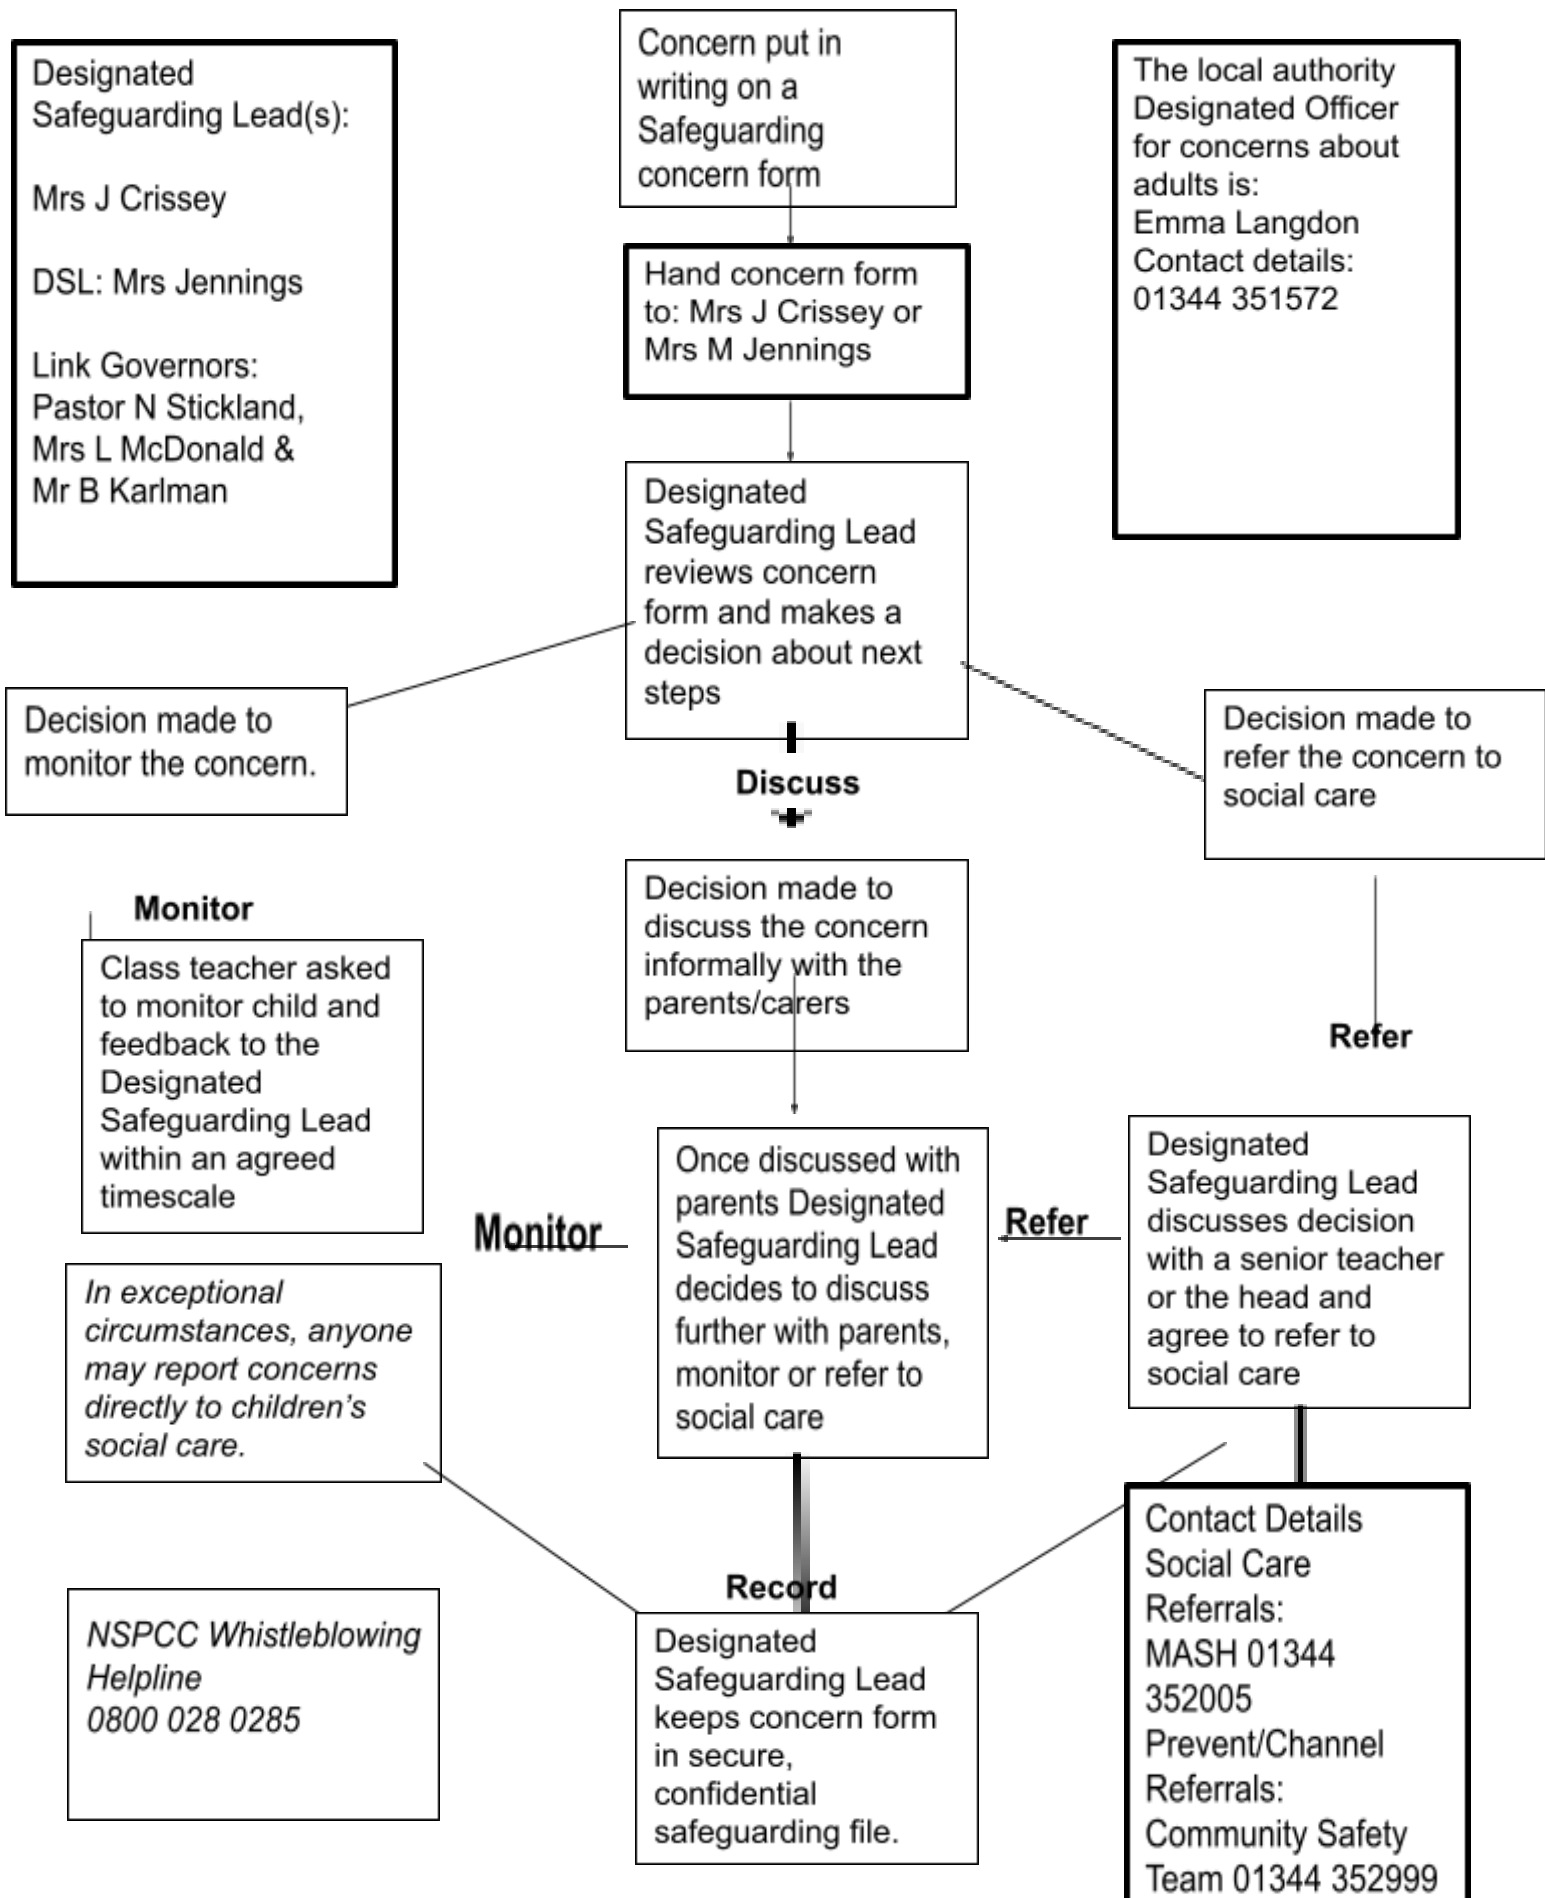 Designated
Safeguarding Lead(s):
Mrs J Crissey
DSL: Mrs Jennings
Link Governors:
Pastor N Stickland,
Mrs L McDonald &
Mr B Karlman
Concern put in
writing on a
Safeguarding
concern form
The local authority
Designated Officer
for concerns about
adults is:
Emma Langdon
Contact details:
01344 351572
Hand concern form
to: Mrs J Crissey or
Mrs M Jennings
Designated
Safeguarding Lead
reviews concern
form and makes a
decision about next
steps
Decision made to
monitor the concern.
Discuss
Decision made to
refer the concern to
social care
Monitor
Class teacher asked
to monitor child and
feedback to the
Designated
Safeguarding Lead
within an agreed
timescale
Decision made to
discuss the concern
informally with the
parents/carers
Refer
Monitor
Once discussed with
parents Designated
Safeguarding Lead
decides to discuss
further with parents,
monitor or refer to
social care
Refer
Designated
Safeguarding Lead
discusses decision
with a senior teacher
or the head and
agree to refer to
social care
In exceptional
circumstances, anyone
may report concerns
directly to children’s
social care.
NSPCC Whistleblowing
Helpline
0800 028 0285
Record
Designated
Safeguarding Lead
keeps concern form
in secure,
confidential
safeguarding file.
Contact Details
Social Care
Referrals:
MASH 01344
352005
Prevent/Channel
Referrals:
Community Safety
Team 01344 352999